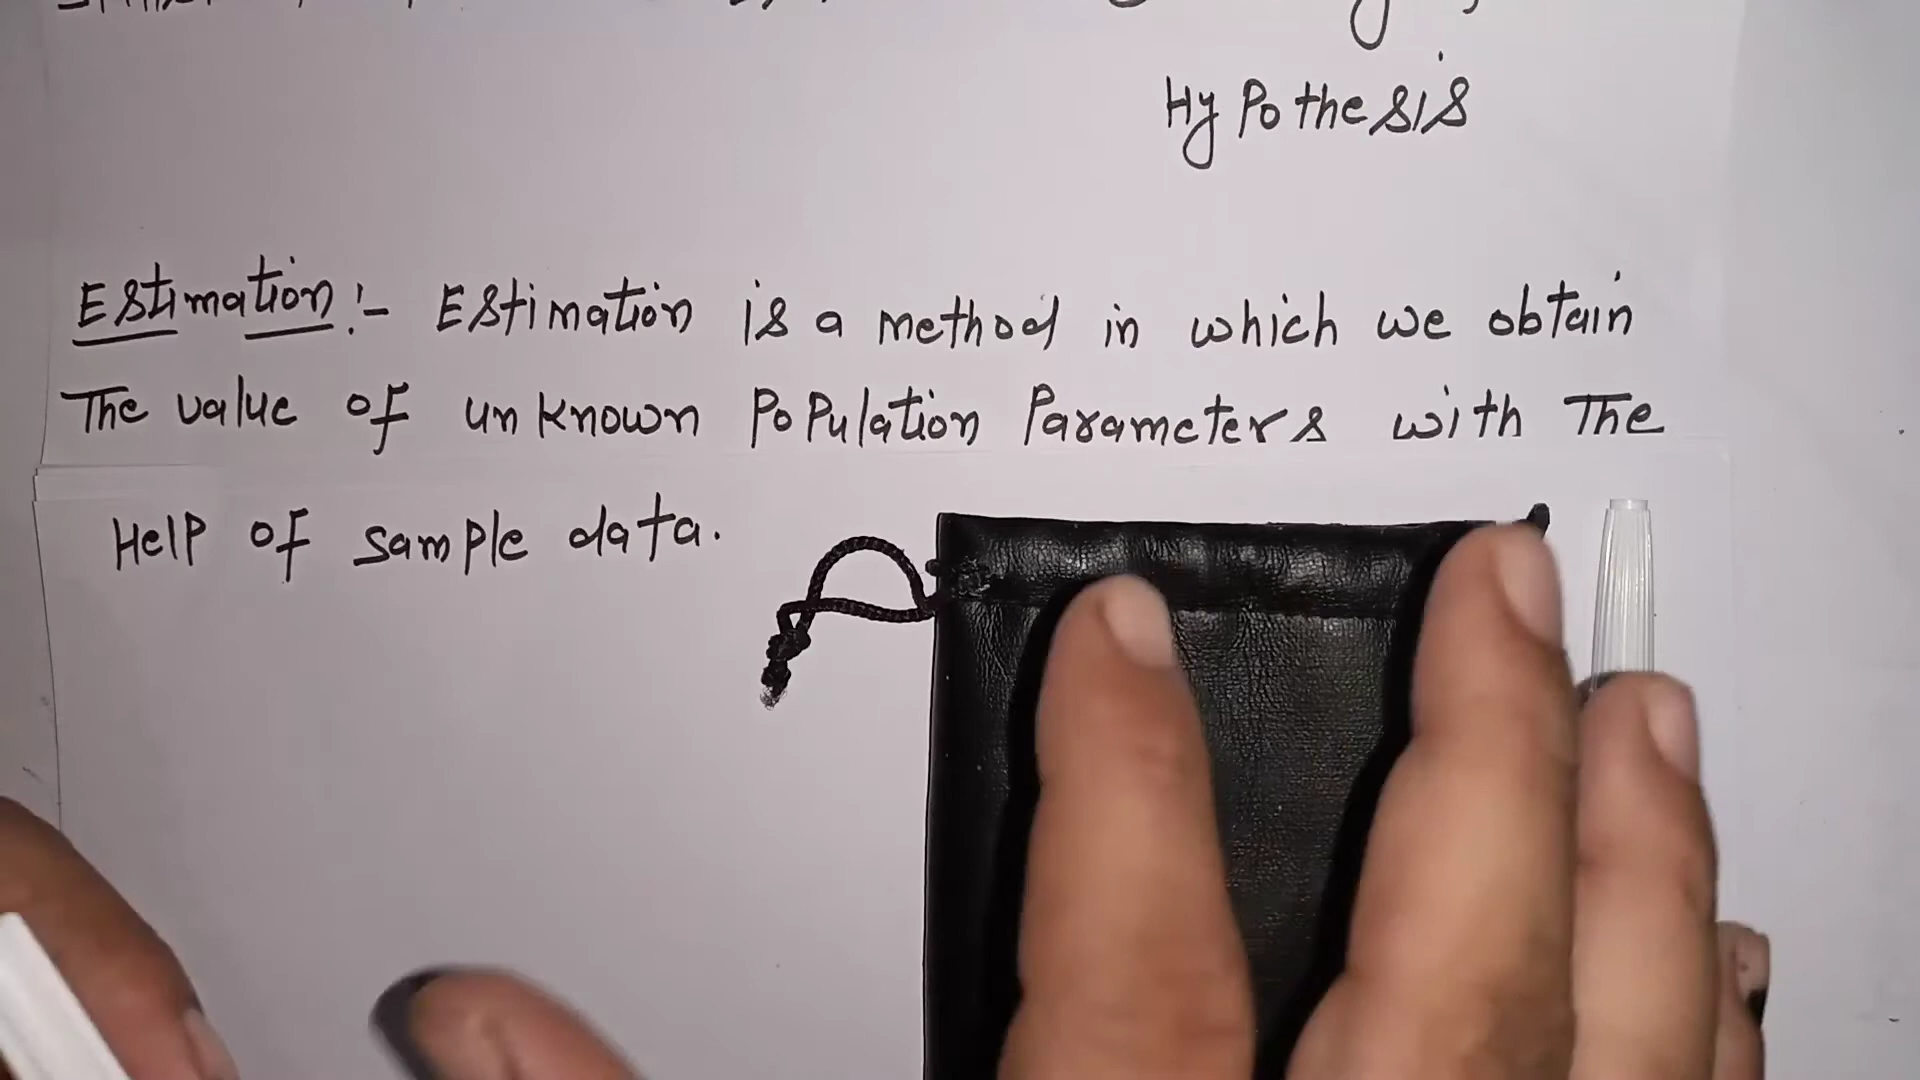 Hypothesis
Estimation:- Estimation is a method in which we obtain
The value of unknown Population Parameters with The
Help of sample data.